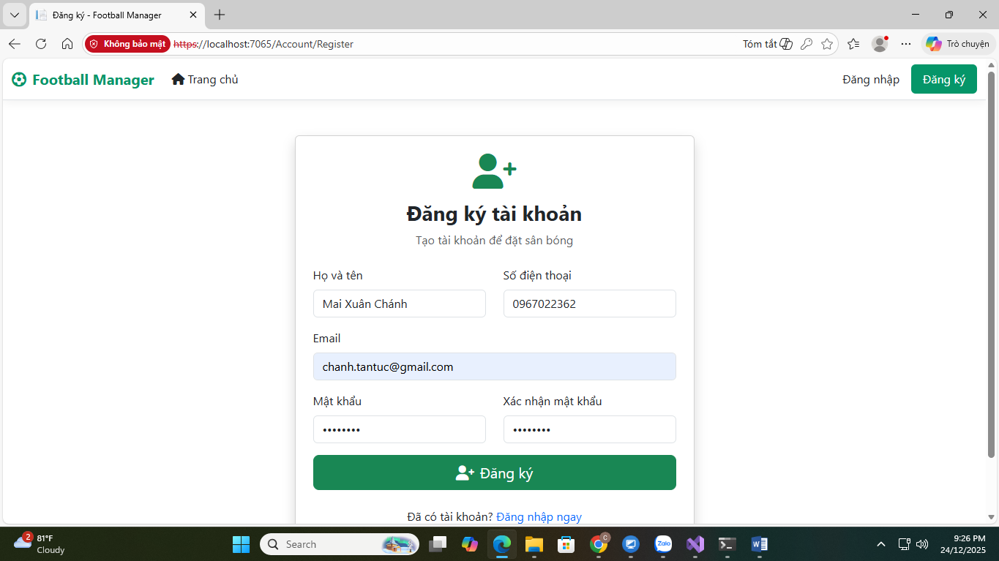 Đăng ký - Football Manager
Không bảo mật https://localhost:7065/Account/Register Tóm tắt Trò chuyện
Football Manager Trang chủ Đăng nhập Đăng ký
Đăng ký tài khoản
Tạo tài khoản để đặt sân bóng
Họ và tên Số điện thoại
Mai Xuân Chánh 0967022362
Email
chanh.tantuc@gmail.com
Mật khẩu Xác nhận mật khẩu
•••••••• ••••••••
Đăng ký
Đã có tài khoản? Đăng nhập ngay
2 81°F
Cloudy
Search
C
Zalo
W
9:26 PM
24/12/2025